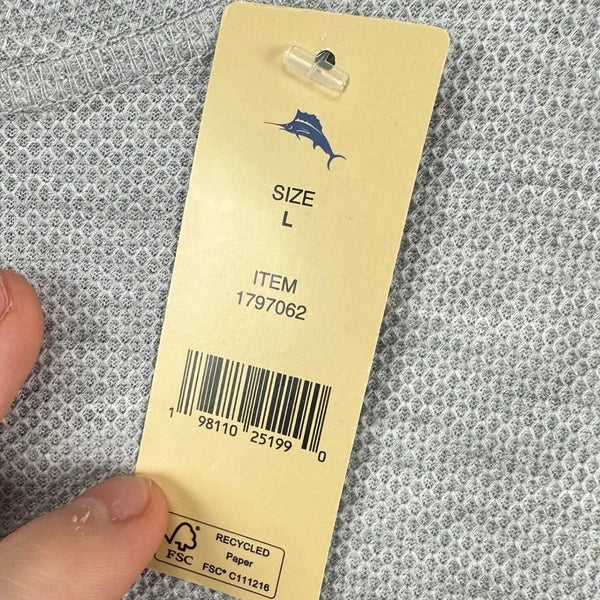 SIZE
L
ITEM
1797062
1 98110 25199 0
RECYCLED
Paper
FSC
FSC® C111216